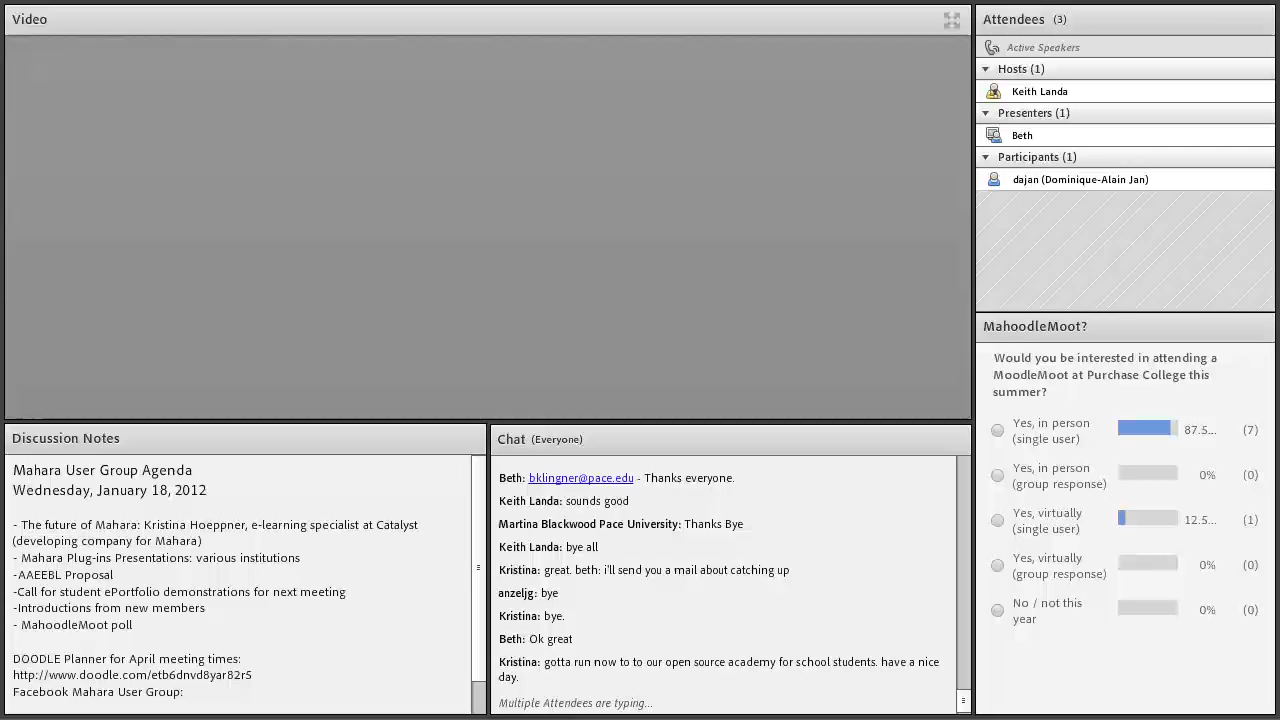 Video
Discussion Notes
Mahara User Group Agenda
Wednesday, January 18, 2012
- The future of Mahara: Kristina Hoeppner, e-learning specialist at Catalyst
(developing company for Mahara)
- Mahara Plug-ins Presentations: various institutions
-AAEEBL Proposal
-Call for student ePortfolio demonstrations for next meeting
-Introductions from new members
- MahoodleMoot poll
DOODLE Planner for April meeting times:
http://www.doodle.com/etb6dnvd8yar82r5
Facebook Mahara User Group:
Chat (Everyone)
Beth: bklingner@pace.edu - Thanks everyone.
Keith Landa: sounds good
Martina Blackwood Pace University: Thanks Bye
Keith Landa: bye all
Kristina: great. beth: i'll send you a mail about catching up
anzeljg: bye
Kristina: bye.
Beth: Ok great
Kristina: gotta run now to to our open source academy for school students. have a nice
day.
Multiple Attendees are typing...
Attendees (3)
Active Speakers
Hosts (1)
Keith Landa
Presenters (1)
Beth
Participants (1)
dajan (Dominique-Alain Jan)
MahoodleMoot?
Would you be interested in attending a
MoodleMoot at Purchase College this
summer?
Yes, in person
(single user) 87.5... (7)
Yes, in person
(group response) 0% (0)
Yes, virtually
(single user) 12.5... (1)
Yes, virtually
(group response) 0% (0)
No / not this
year 0% (0)